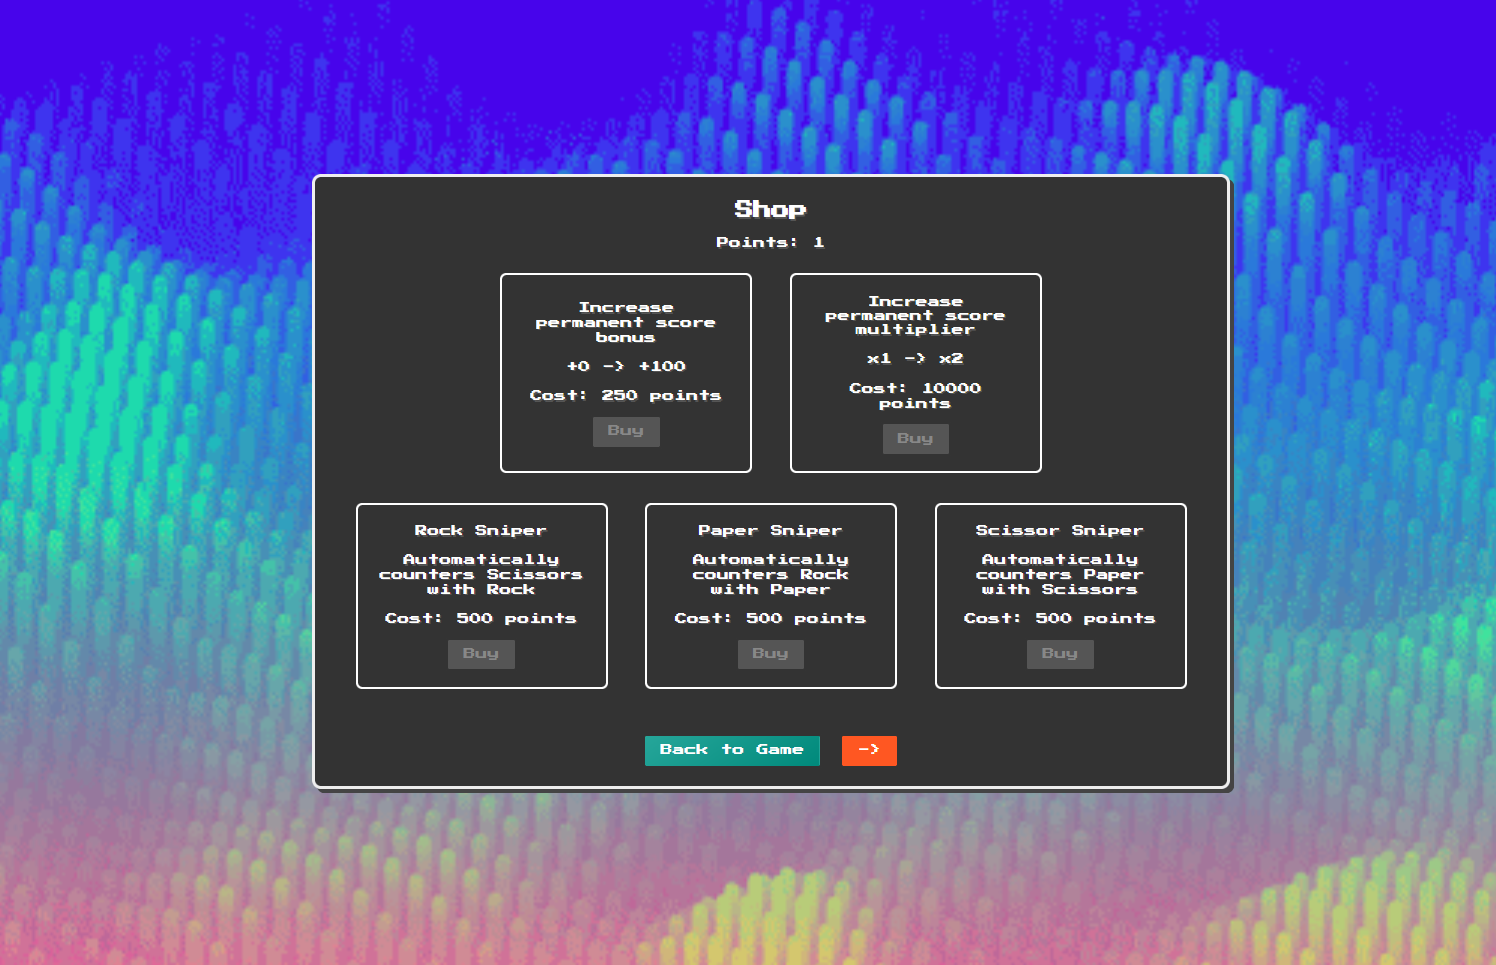 Shop
Points: 1
Increase
permanent score
bonus
+0 -> +100
Cost: 250 points
Buy
Increase
permanent score
multiplier
x1 -> x2
Cost: 10000
points
Buy
Rock Sniper
Automatically
counters Scissors
with Rock
Cost: 500 points
Buy
Paper Sniper
Automatically
counters Rock
with Paper
Cost: 500 points
Buy
Scissor Sniper
Automatically
counters Paper
with Scissors
Cost: 500 points
Buy
Back to Game
->